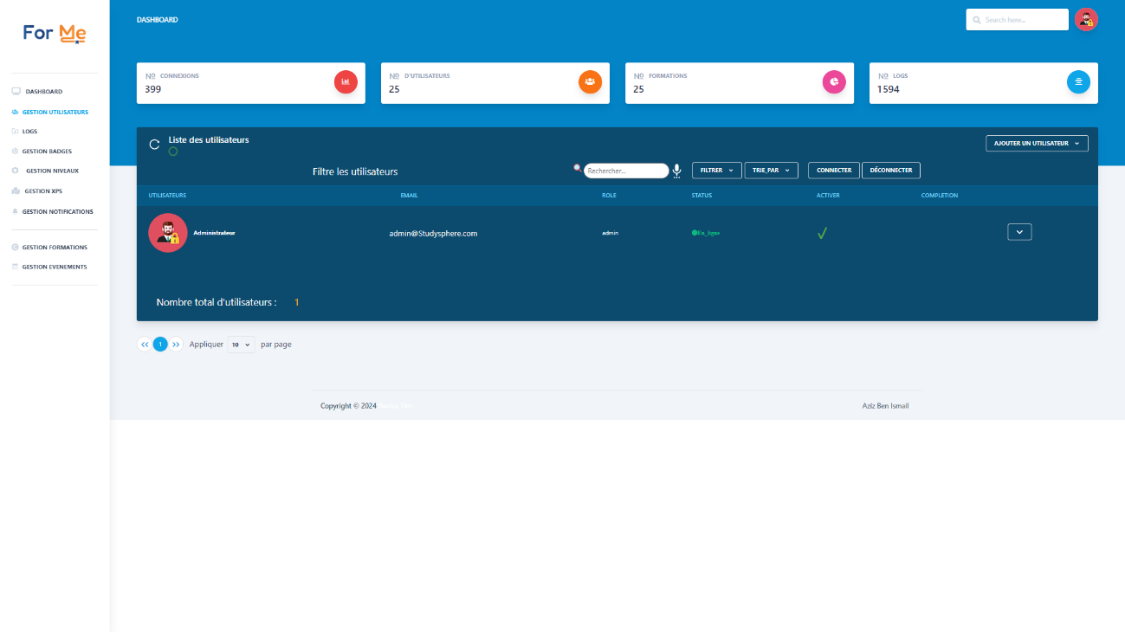 For Me
DASHBOARD
GESTION UTILISATEURS
LOGS
GESTION BADGES
GESTION NIVEAUX
GESTION XPS
GESTION NOTIFICATIONS
GESTION FORMATIONS
GESTION EVENEMENTS
DASHBOARD
Search here...
Nº CONNEXIONS
399
Nº D'UTILISATEURS
25
Nº FORMATIONS
25
Nº LOGS
1594
Liste des utilisateurs
AJOUTER UN UTILISATEUR
Filtre les utilisateurs
Rechercher...
FILTRER
TRIE_PAR
CONNECTER
DÉCONNECTER
UTILISATEURS EMAIL ROLE STATUS ACTIVER COMPLETION
Administrateur admin@Studysphere.com admin En_ligne
Nombre total d'utilisateurs : 1
<< 1 >> Appliquer 10 par page
Copyright © 2024
Aziz Ben Ismail